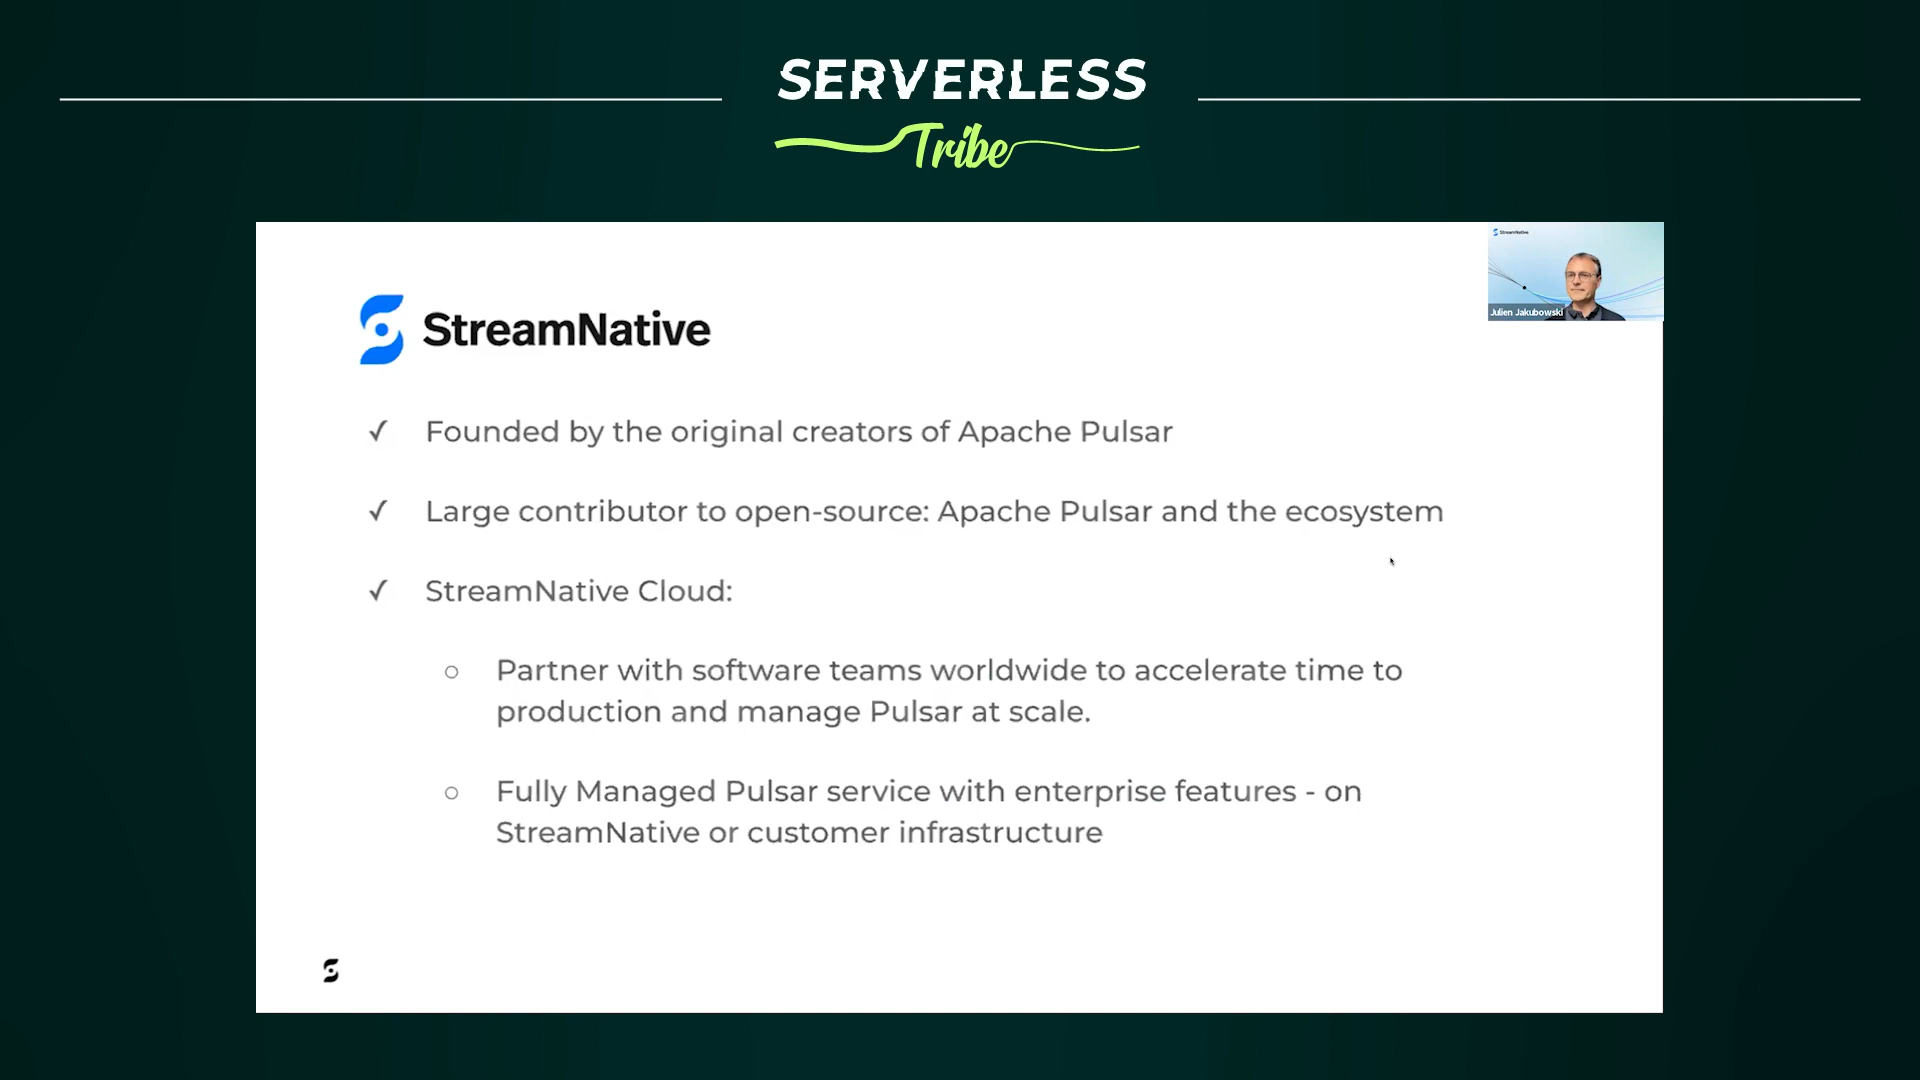 SERVERLESS
Tribe
StreamNative
Julien Jakubowski
StreamNative
✓ Founded by the original creators of Apache Pulsar
✓ Large contributor to open-source: Apache Pulsar and the ecosystem
✓ StreamNative Cloud:
○ Partner with software teams worldwide to accelerate time to
production and manage Pulsar at scale.
○ Fully Managed Pulsar service with enterprise features - on
StreamNative or customer infrastructure